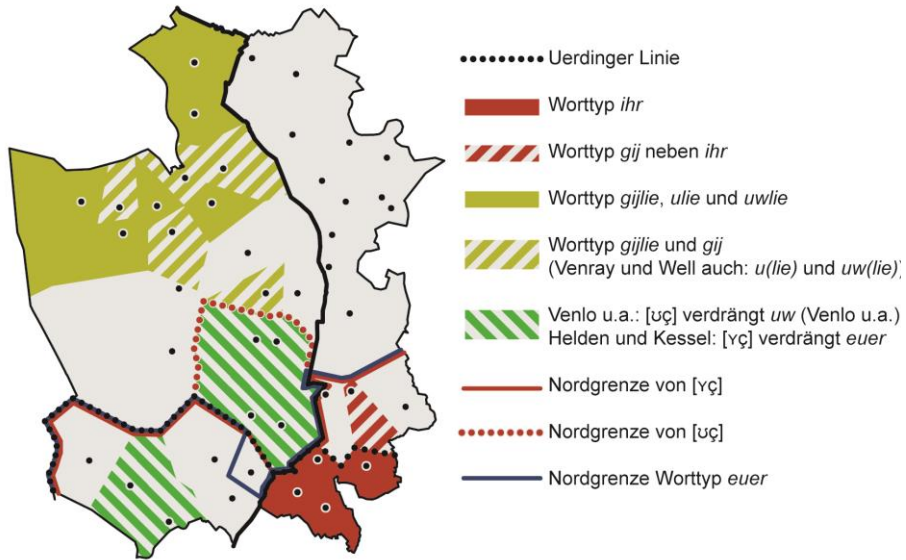 Uerdinger Linie
Worttyp ihr
Worttyp gij neben ihr
Worttyp gijlie, ulie und uwlie
Worttyp gijlie und gij
(Venray und Well auch: u(lie) und uw(lie))
Venlo u.a.: [ʊç] verdrängt uw (Venlo u.a.)
Helden und Kessel: [ʏç] verdrängt euer
Nordgrenze von [ʏç]
Nordgrenze von [ʊç]
Nordgrenze Worttyp euer